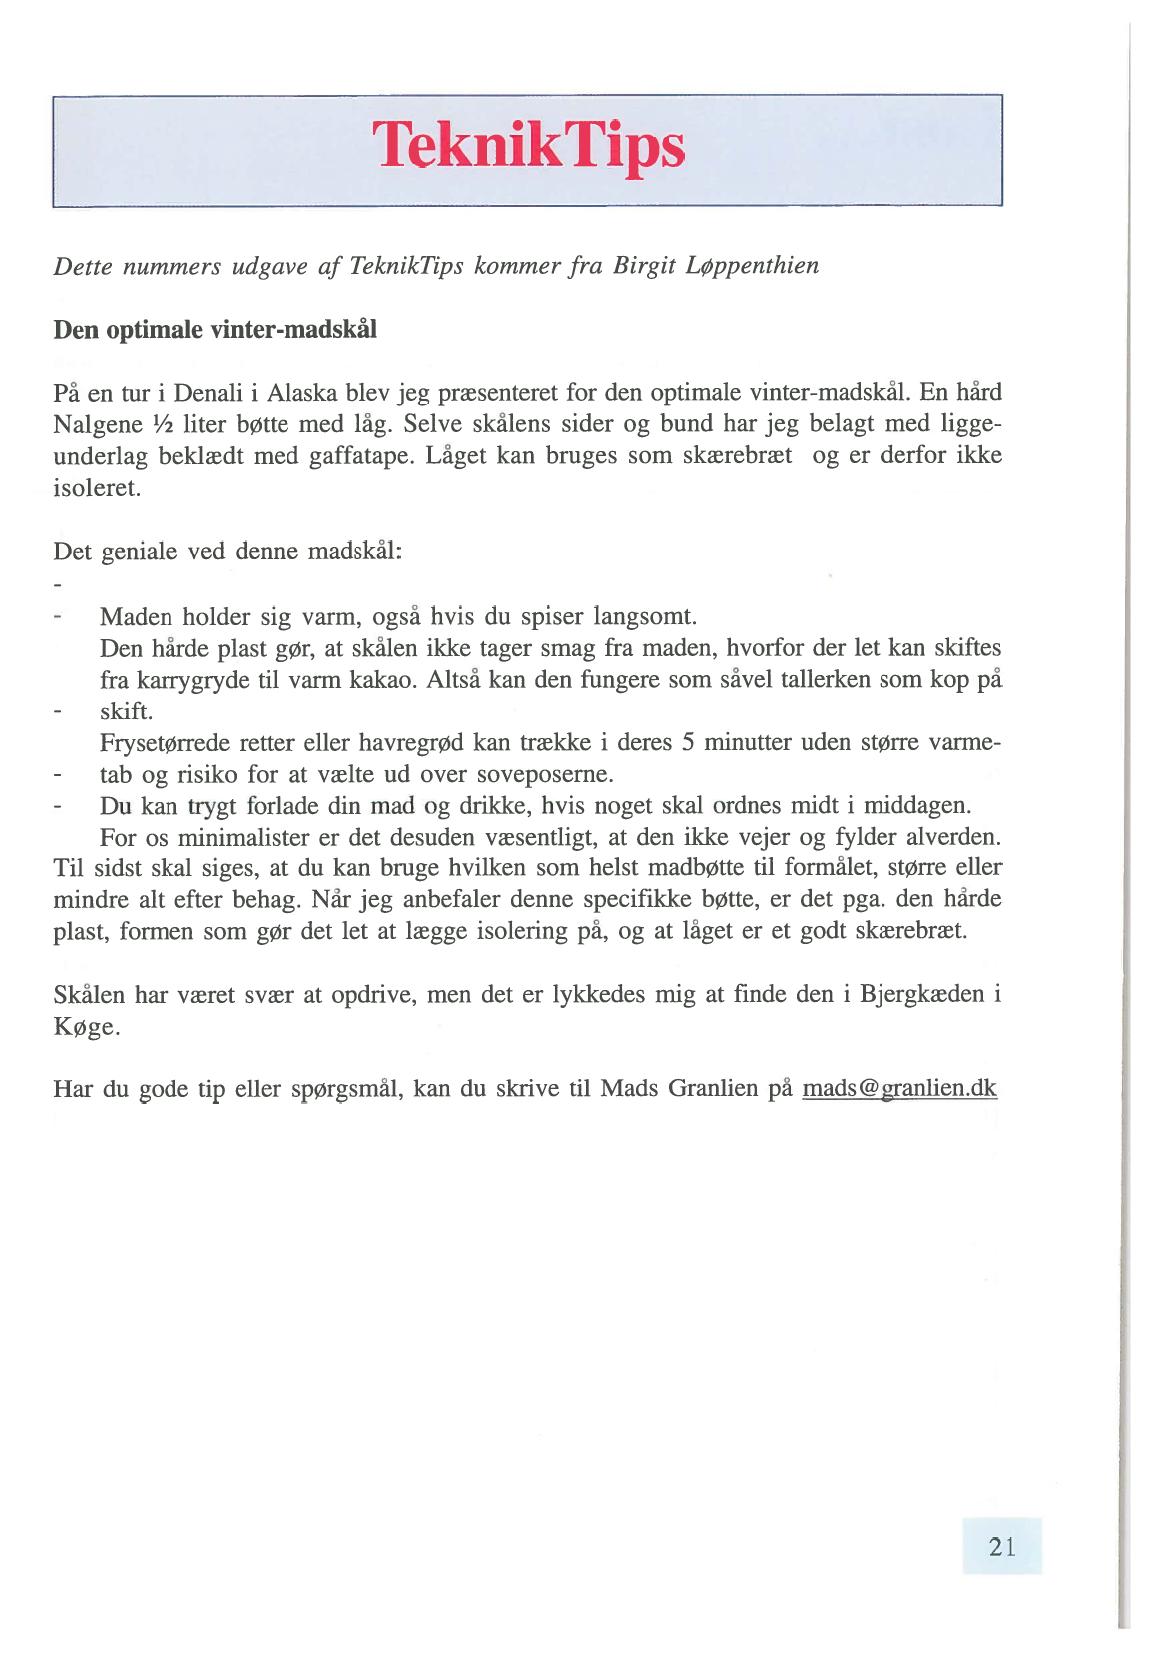 TeknikTips
Dette nummers udgave af TeknikTips kommer fra Birgit Løppenthien
Den optimale vinter-madskål
På en tur i Denali i Alaska blev jeg præsenteret for den optimale vinter-madskål. En hård
Nalgene ½ liter bøtte med låg. Selve skålens sider og bund har jeg belagt med ligge-
underlag beklædt med gaffatape. Låget kan bruges som skærebræt og er derfor ikke
isoleret.
Det geniale ved denne madskål:
-
- Maden holder sig varm, også hvis du spiser langsomt.
Den hårde plast gør, at skålen ikke tager smag fra maden, hvorfor der let kan skiftes
fra karrygryde til varm kakao. Altså kan den fungere som såvel tallerken som kop på
- skift.
Frysetørrede retter eller havregrød kan trække i deres 5 minutter uden større varme-
- tab og risiko for at vælte ud over soveposerne.
- Du kan trygt forlade din mad og drikke, hvis noget skal ordnes midt i middagen.
For os minimalister er det desuden væsentligt, at den ikke vejer og fylder alverden.
Til sidst skal siges, at du kan bruge hvilken som helst madbøtte til formålet, større eller
mindre alt efter behag. Når jeg anbefaler denne specifikke bøtte, er det pga. den hårde
plast, formen som gør det let at lægge isolering på, og at låget er et godt skærebræt.
Skålen har været svær at opdrive, men det er lykkedes mig at finde den i Bjergkæden i
Køge.
Har du gode tip eller spørgsmål, kan du skrive til Mads Granlien på mads@granlien.dk
21